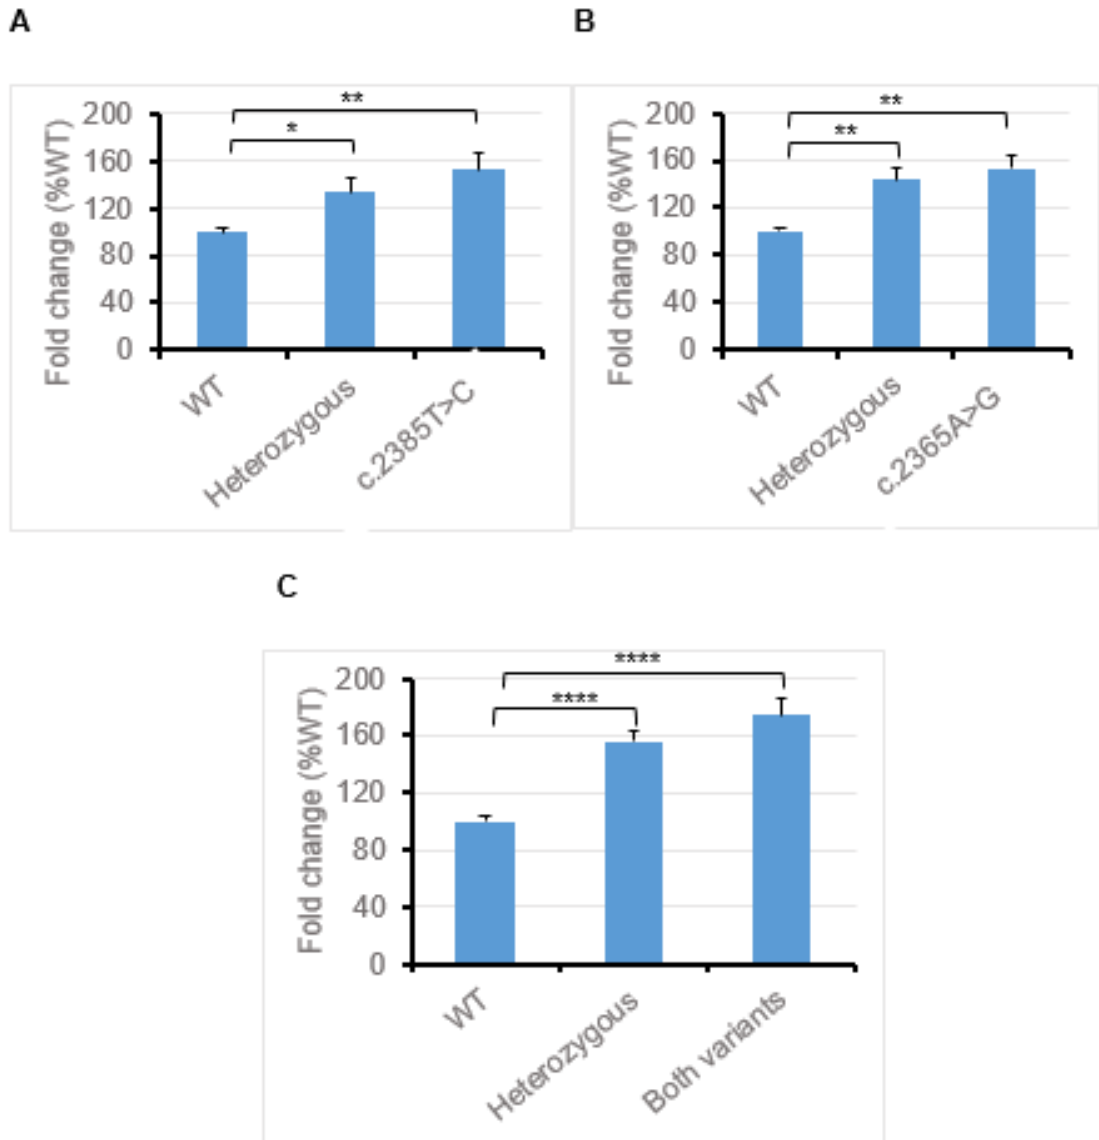 A
Fold change (%WT)
200
160
120
80
40
0
**
*
WT
Heterozygous
c.2385T>C
B
Fold change (%WT)
200
160
120
80
40
0
**
**
WT
Heterozygous
c.2365A>G
C
Fold change (%WT)
200
160
120
80
40
0
****
****
WT
Heterozygous
Both variants